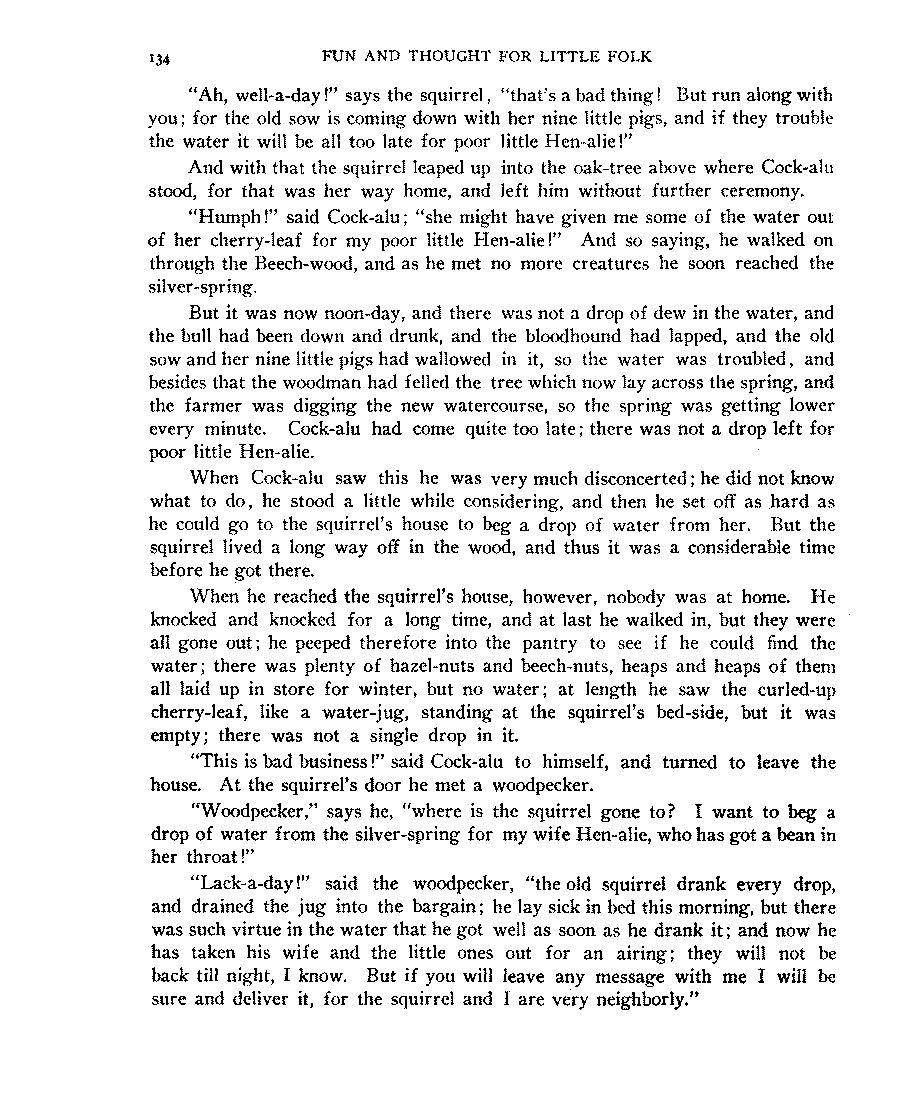 134 FUN AND THOUGHT FOR LITTLE FOLK
"Ah, well-a-day!" says the squirrel, "that's a bad thing! But run along with
you; for the old sow is coming down with her nine little pigs, and if they trouble
the water it will be all too late for poor little Hen-alie!"
And with that the squirrel leaped up into the oak-tree above where Cock-alu
stood, for that was her way home, and left him without further ceremony.
"Humph!" said Cock-alu; "she might have given me some of the water out
of her cherry-leaf for my poor little Hen-alie!" And so saying, he walked on
through the Beech-wood, and as he met no more creatures he soon reached the
silver-spring.
But it was now noon-day, and there was not a drop of dew in the water, and
the bull had been down and drunk, and the bloodhound had lapped, and the old
sow and her nine little pigs had wallowed in it, so the water was troubled, and
besides that the woodman had felled the tree which now lay across the spring, and
the farmer was digging the new watercourse, so the spring was getting lower
every minute. Cock-alu had come quite too late; there was not a drop left for
poor little Hen-alie.
When Cock-alu saw this he was very much disconcerted; he did not know
what to do, he stood a little while considering, and then he set off as hard as
he could go to the squirrel's house to beg a drop of water from her. But the
squirrel lived a long way off in the wood, and thus it was a considerable time
before he got there.
When he reached the squirrel's house, however, nobody was at home. He
knocked and knocked for a long time, and at last he walked in, but they were
all gone out; he peeped therefore into the pantry to see if he could find the
water; there was plenty of hazel-nuts and beech-nuts, heaps and heaps of them
all laid up in store for winter, but no water; at length he saw the curled-up
cherry-leaf, like a water-jug, standing at the squirrel's bed-side, but it was
empty; there was not a single drop in it.
"This is bad business!" said Cock-alu to himself, and turned to leave the
house. At the squirrel's door he met a woodpecker.
"Woodpecker," says he, "where is the squirrel gone to? I want to beg a
drop of water from the silver-spring for my wife Hen-alie, who has got a bean in
her throat!"
"Lack-a-day!" said the woodpecker, "the old squirrel drank every drop,
and drained the jug into the bargain; he lay sick in bed this morning, but there
was such virtue in the water that he got well as soon as he drank it; and now he
has taken his wife and the little ones out for an airing; they will not be
back till night, I know. But if you will leave any message with me I will be
sure and deliver it, for the squirrel and I are very neighborly."